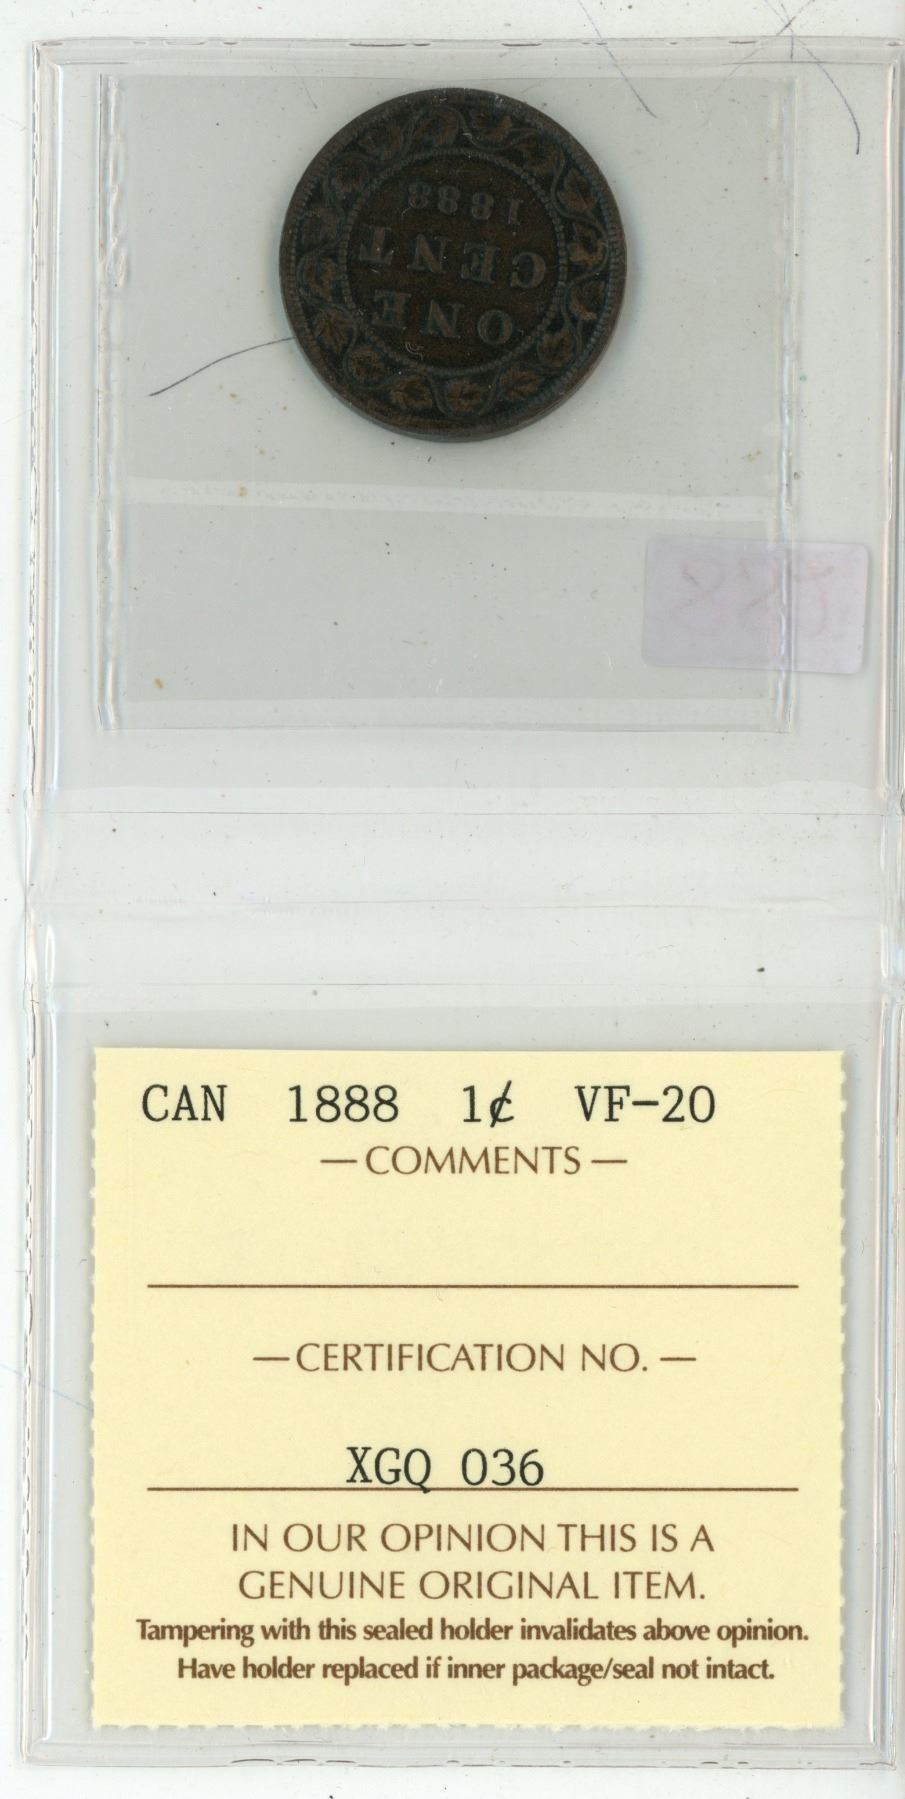 ONE
CENT
1888
CAN 1888 1¢ VF-20
— COMMENTS —
— CERTIFICATION NO. —
XGQ 036
IN OUR OPINION THIS IS A
GENUINE ORIGINAL ITEM.
Tampering with this sealed holder invalidates above opinion.
Have holder replaced if inner package/seal not intact.